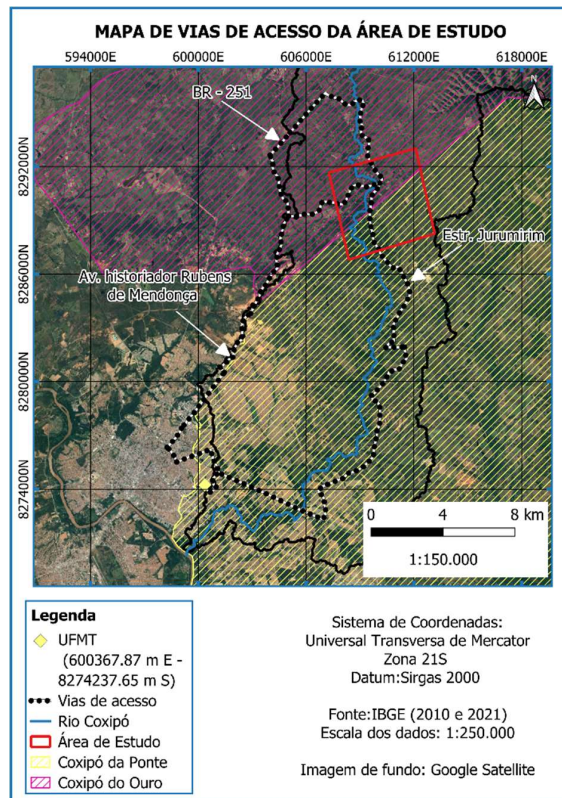 MAPA DE VIAS DE ACESSO DA ÁREA DE ESTUDO
594000E 600000E 606000E 612000E 618000E
N
BR - 251
8292000N
Estr. Jurumirim
8286000N
Av. historiador Rubens
de Mendonça
8280000N
8274000N
0 4 8 km
1:150.000
Legenda
UFMT
(600367.87 m E -
8274237.65 m S)
Vias de acesso
Rio Coxipó
Área de Estudo
Coxipó da Ponte
Coxipó do Ouro
Sistema de Coordenadas:
Universal Transversa de Mercator
Zona 21S
Datum:Sirgas 2000
Fonte:IBGE (2010 e 2021)
Escala dos dados: 1:250.000
Imagem de fundo: Google Satellite